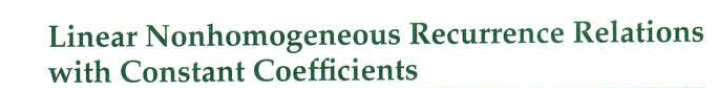 Linear Nonhomogeneous Recurrence Relations
with Constant Coefficients